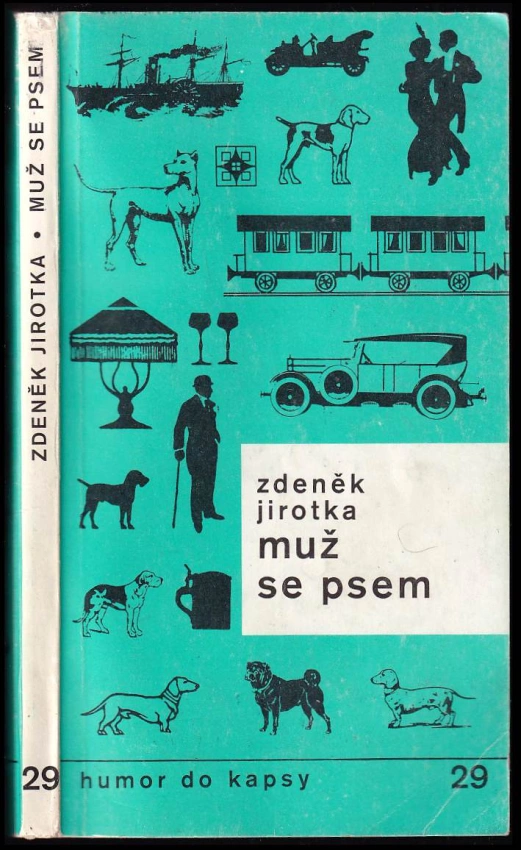 ZDENĚK JIROTKA • MUŽ SE PSEM
29
zdeněk
jirotka
muž
se psem
humor do kapsy
29